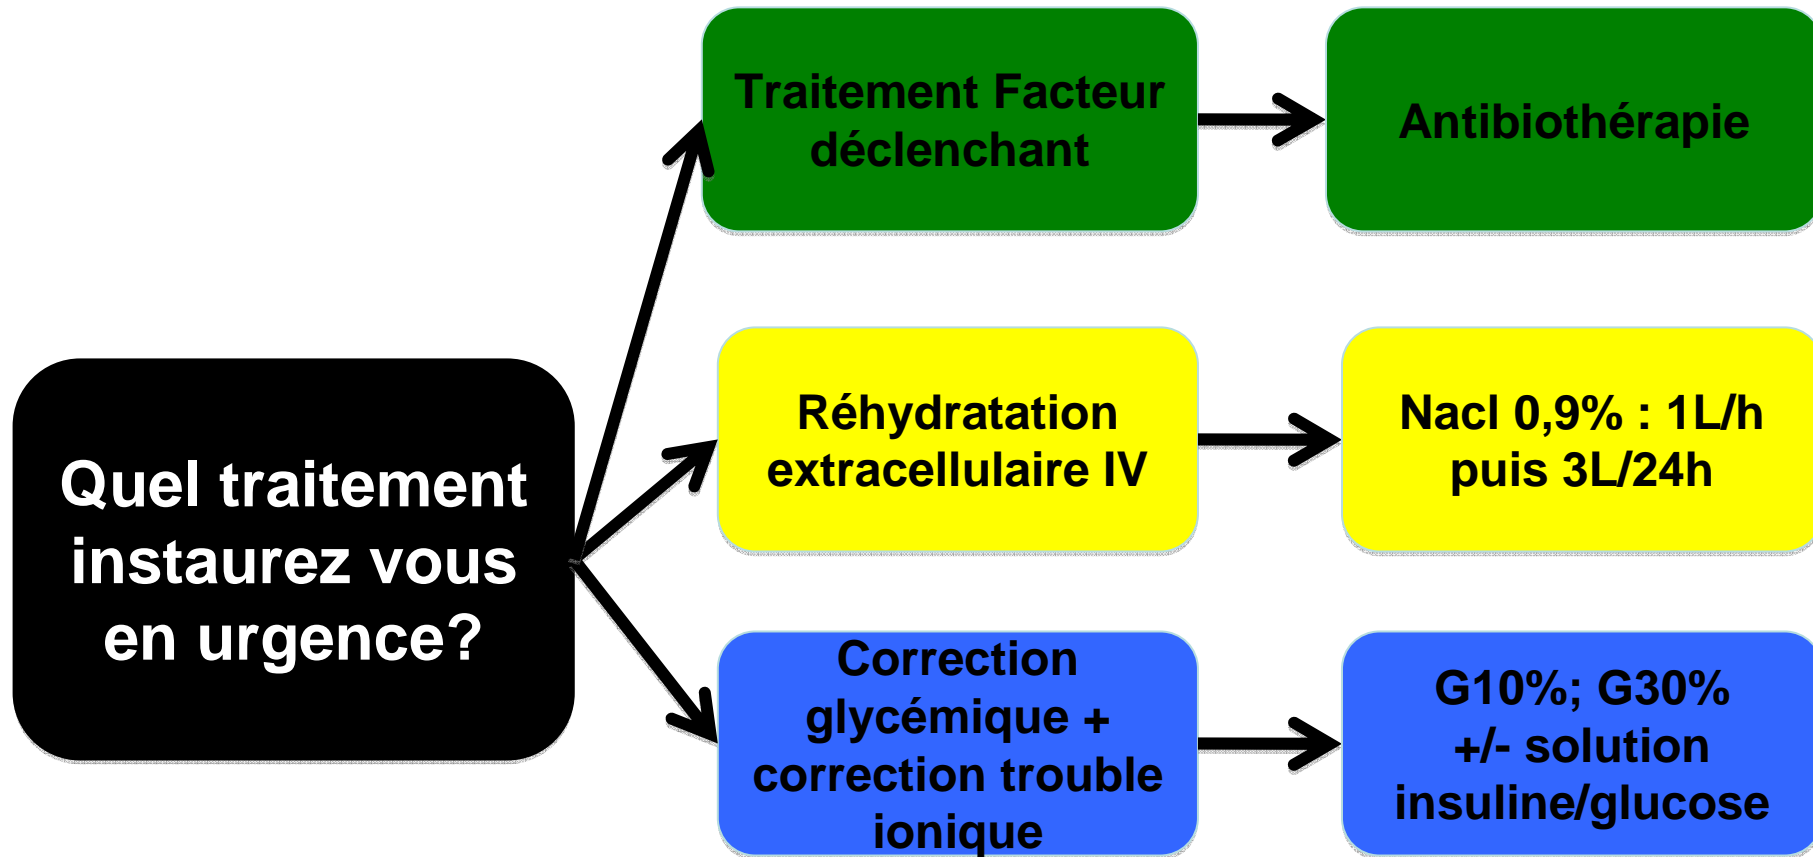 Quel traitement
instaurez vous
en urgence?
Traitement Facteur
déclenchant
Antibiothérapie
Réhydratation
extracellulaire IV
Nacl 0,9% : 1L/h
puis 3L/24h
Correction
glycémique +
correction trouble
ionique
G10%; G30%
+/- solution
insuline/glucose